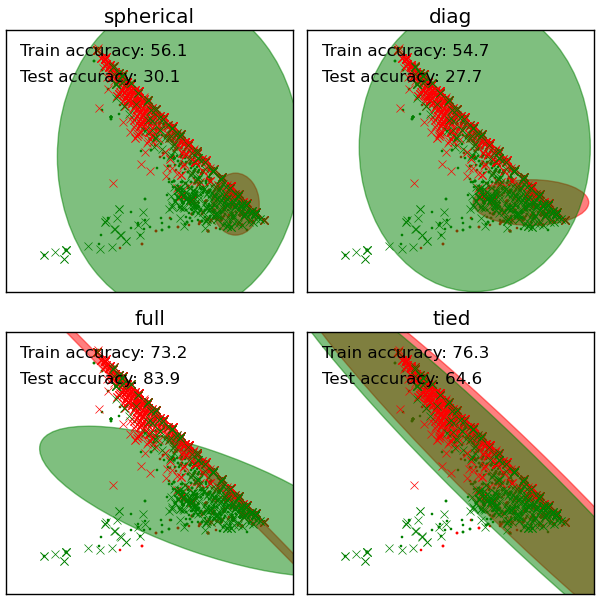 spherical
Train accuracy: 56.1
Test accuracy: 30.1
diag
Train accuracy: 54.7
Test accuracy: 27.7
full
Train accuracy: 73.2
Test accuracy: 83.9
tied
Train accuracy: 76.3
Test accuracy: 64.6